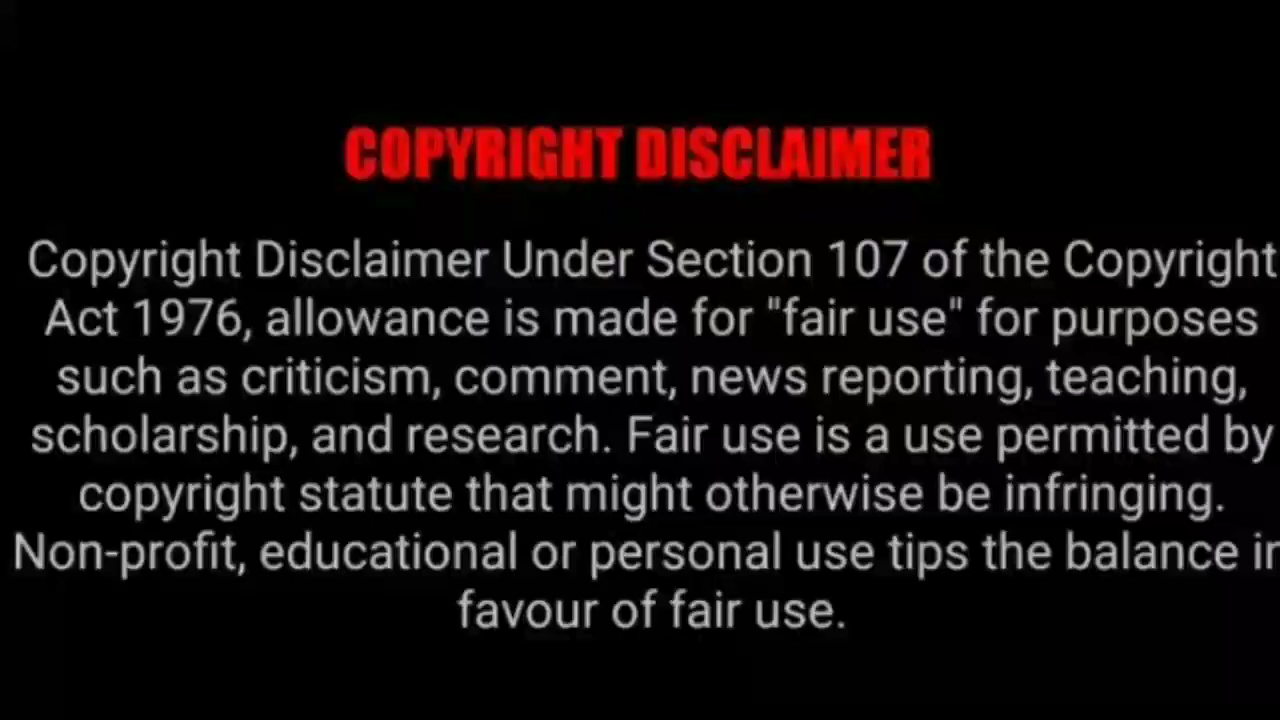 COPYRIGHT DISCLAIMER
Copyright Disclaimer Under Section 107 of the Copyright
Act 1976, allowance is made for "fair use" for purposes
such as criticism, comment, news reporting, teaching,
scholarship, and research. Fair use is a use permitted by
copyright statute that might otherwise be infringing.
Non-profit, educational or personal use tips the balance in
favour of fair use.